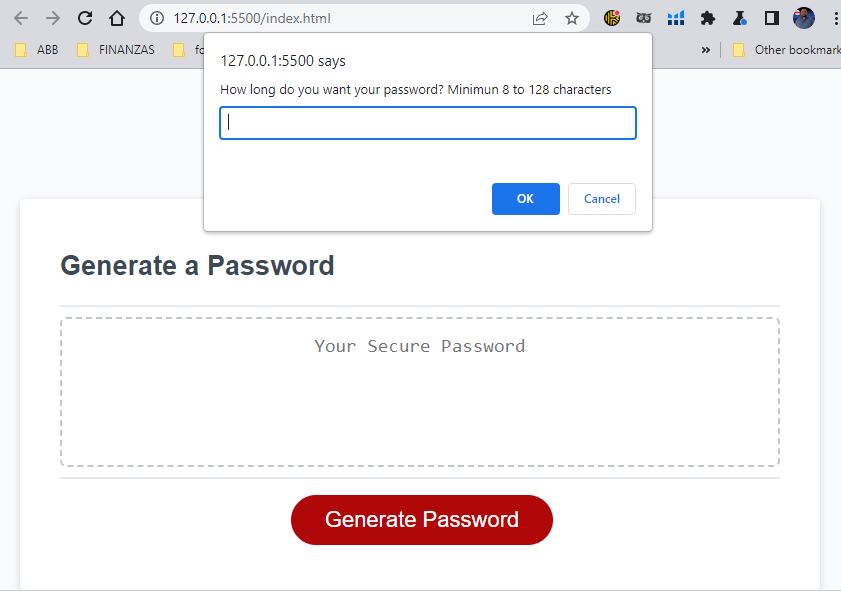 127.0.0.1:5500/index.html
ABB FINANZAS fo » Other bookmark
127.0.0.1:5500 says
How long do you want your password? Minimun 8 to 128 characters
OK Cancel
Generate a Password
Your Secure Password
Generate Password